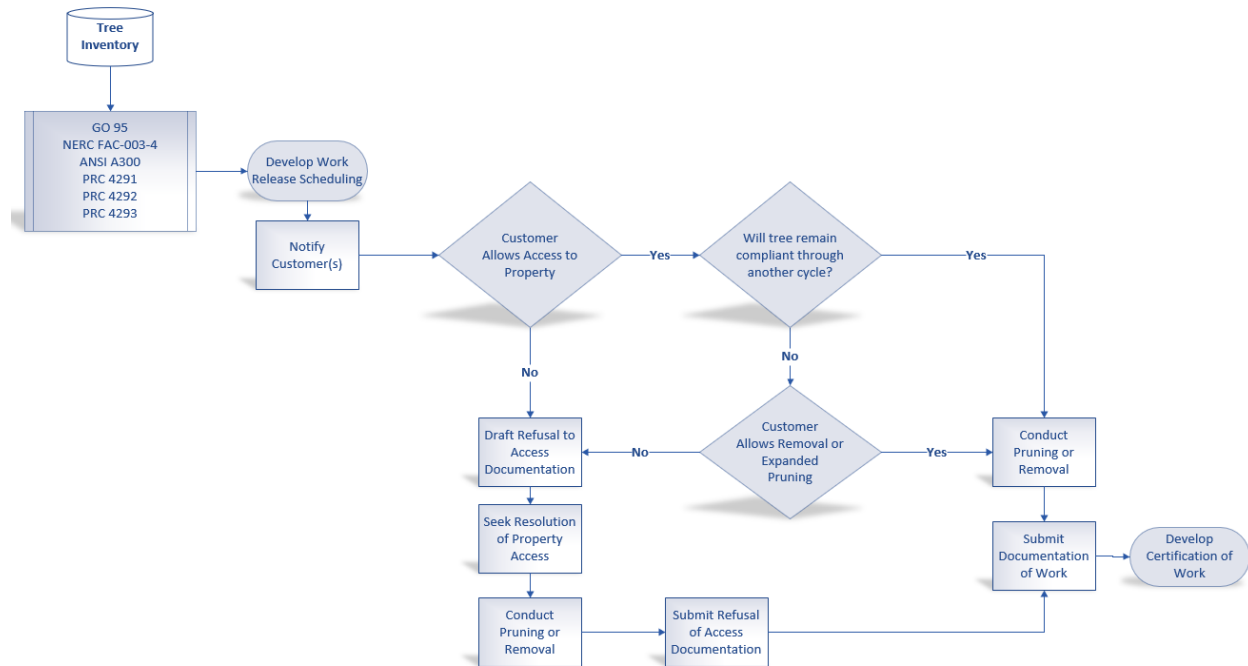 Tree
Inventory
GO 95
NERC FAC-003-4
ANSI A300
PRC 4291
PRC 4292
PRC 4293
Develop Work
Release Scheduling
Notify
Customer(s)
Customer
Allows Access to
Property
Yes
Will tree remain
compliant through
another cycle?
Yes
No
No
Draft Refusal to
Access
Documentation
No
Customer
Allows Removal or
Expanded
Pruning
Yes
Conduct
Pruning or
Removal
Seek Resolution
of Property
Access
Submit
Documentation
of Work
Develop
Certification of
Work
Conduct
Pruning or
Removal
Submit Refusal
of Access
Documentation